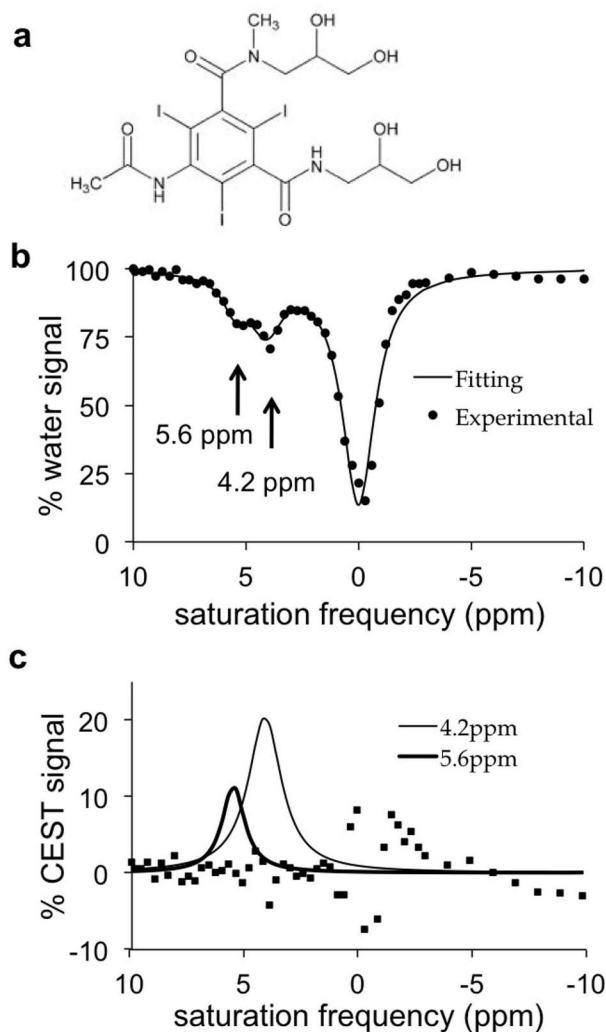 a
CH3 OH
O N OH
I I OH
O H
N OH
H3C N
H I O
b
100
75
50
25
0
% water signal
5.6 ppm
4.2 ppm
Fitting
Experimental
10 5 0 -5 -10
saturation frequency (ppm)
c
20
10
0
-10
% CEST signal
4.2ppm
5.6ppm
10 5 0 -5 -10
saturation frequency (ppm)